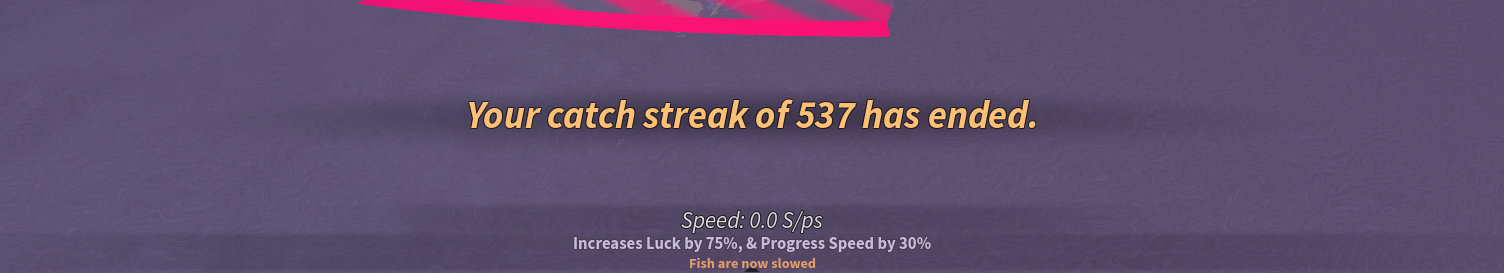 Your catch streak of 537 has ended.
Speed: 0.0 S/ps
Increases Luck by 75%, & Progress Speed by 30%
Fish are now slowed